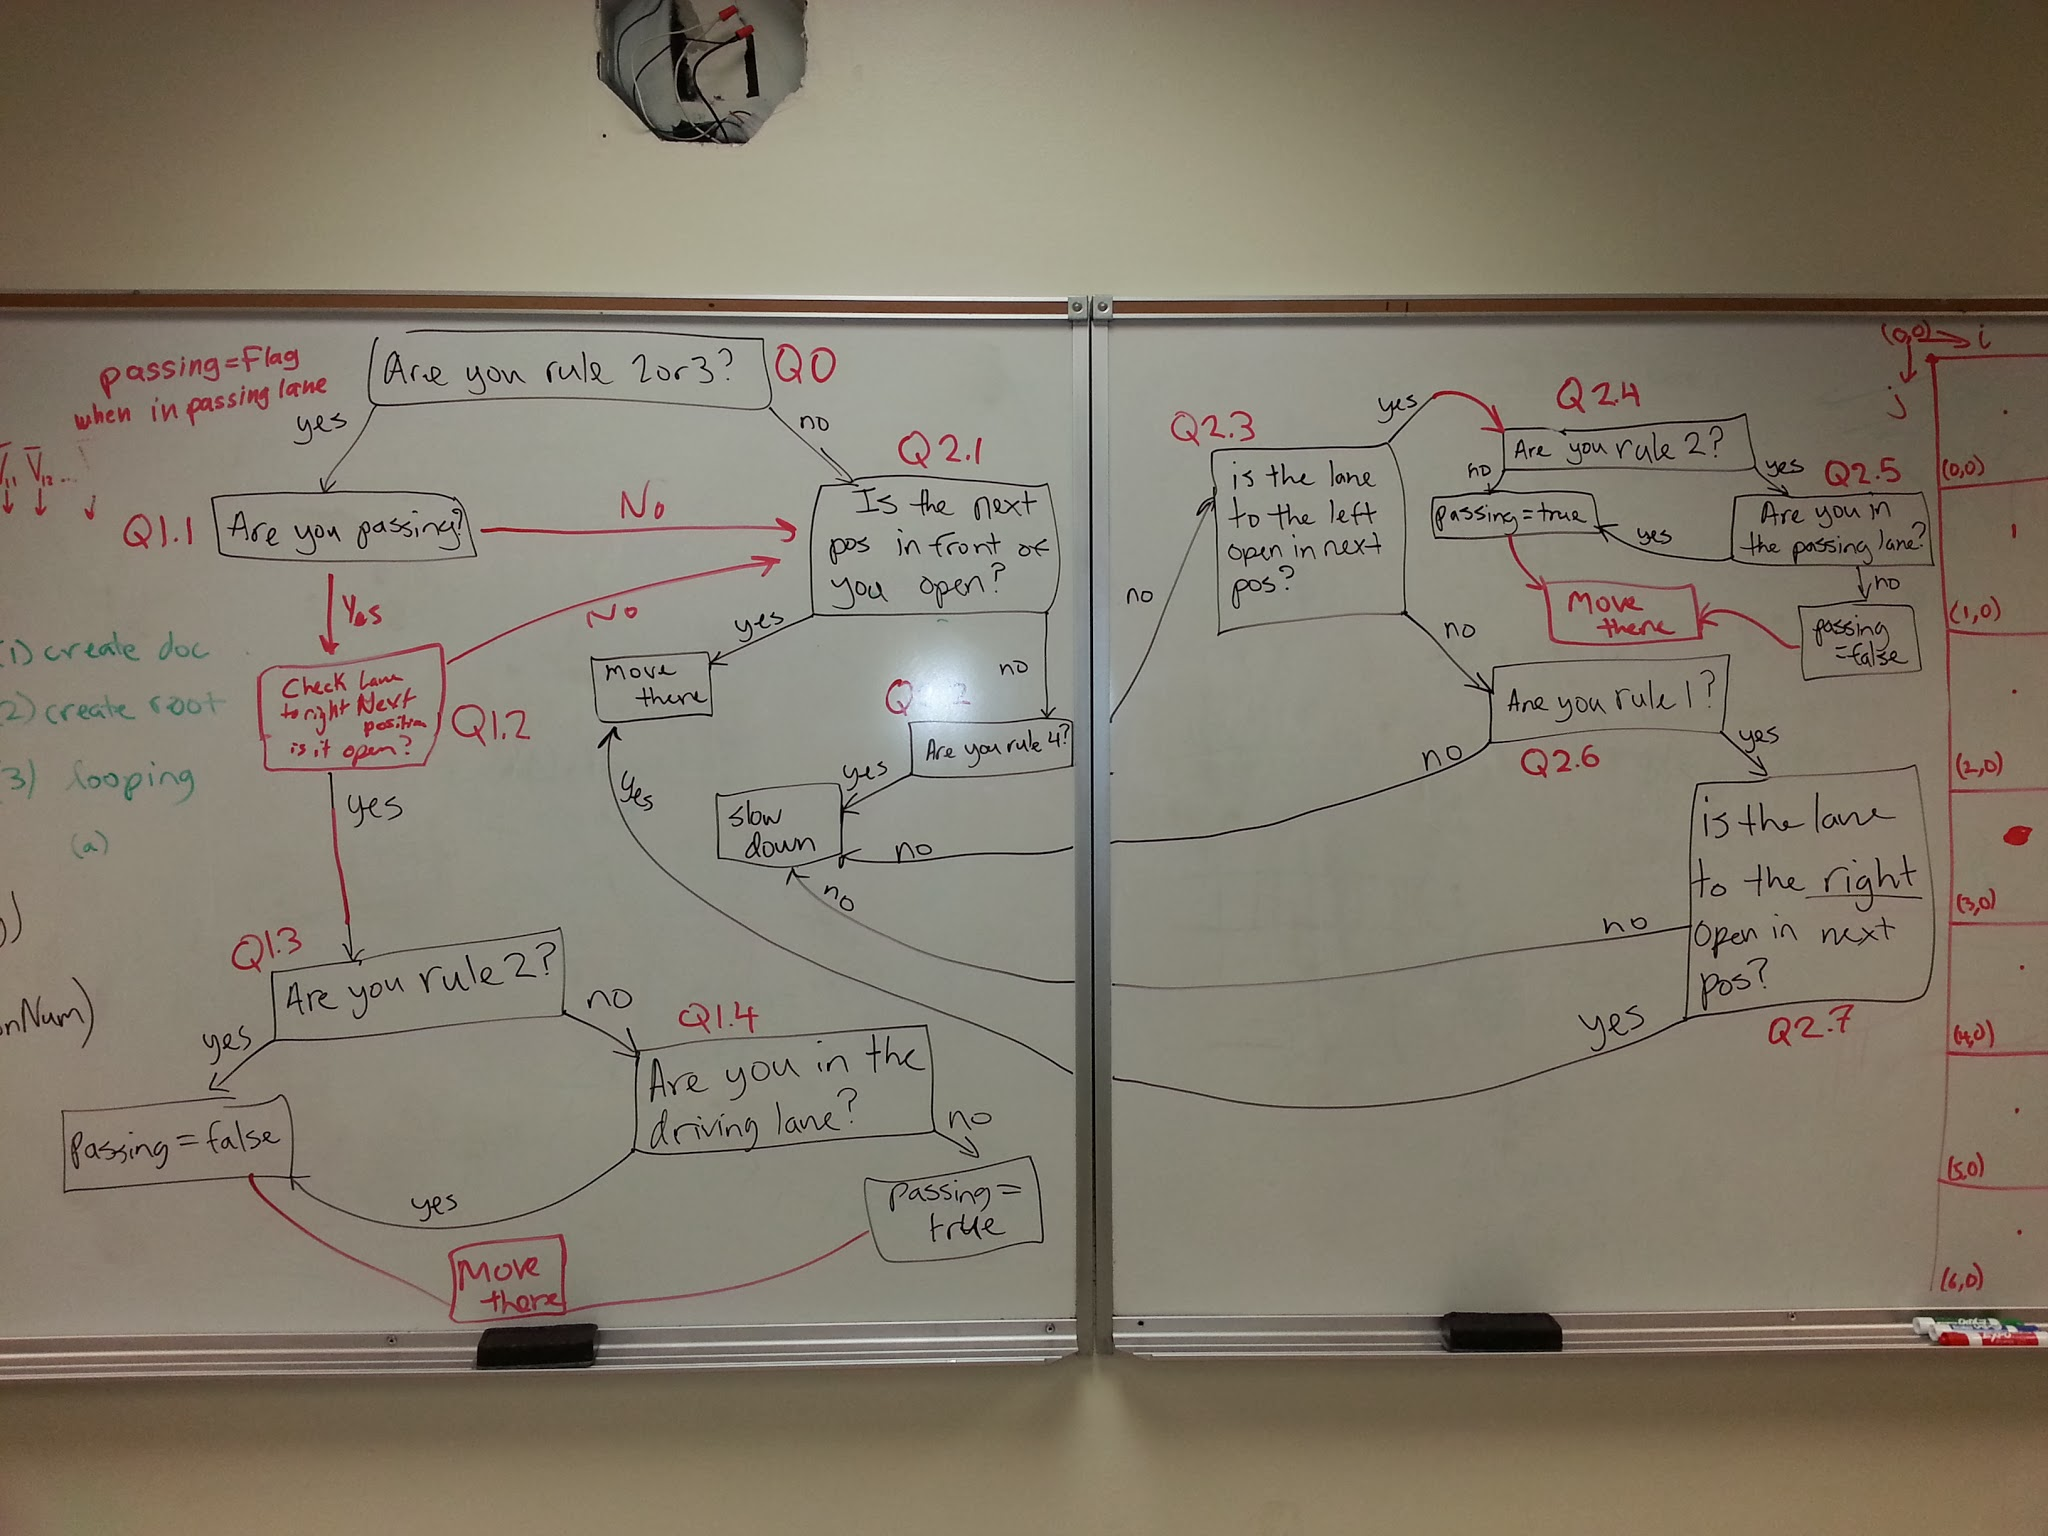 passing=Flag
when in passing lane
V11 V12 ...
Are you rule 2 or 3?
Q0
yes
no
Q1.1
Are you passing?
No
Yes
Q2.1
Is the next
pos in front of
you open?
No
Check Lane
to right Next
position
is it open?
Q1.2
yes
move
there
no
Are you rule 4?
yes
slow
down
yes
no
no
(1) create doc
2) create root
3) looping
(a)
onNum)
yes
Q1.3
Are you rule 2?
yes
no
Q1.4
Are you in the
driving lane?
passing=false
yes
no
passing=
true
Move
there
no
Q2.3
is the lane
to the left
open in next
pos?
yes
no
Q2.4
Are you rule 2?
no
yes
Q2.5
passing=true
yes
Are you in
the passing lane?
no
Move
there
passing
=false
Are you rule 1?
Q2.6
no
yes
is the lane
to the right
open in next
pos?
Q2.7
no
yes
(0,0)
i
j
(0,0)
(1,0)
(2,0)
(3,0)
(4,0)
(5,0)
(6,0)